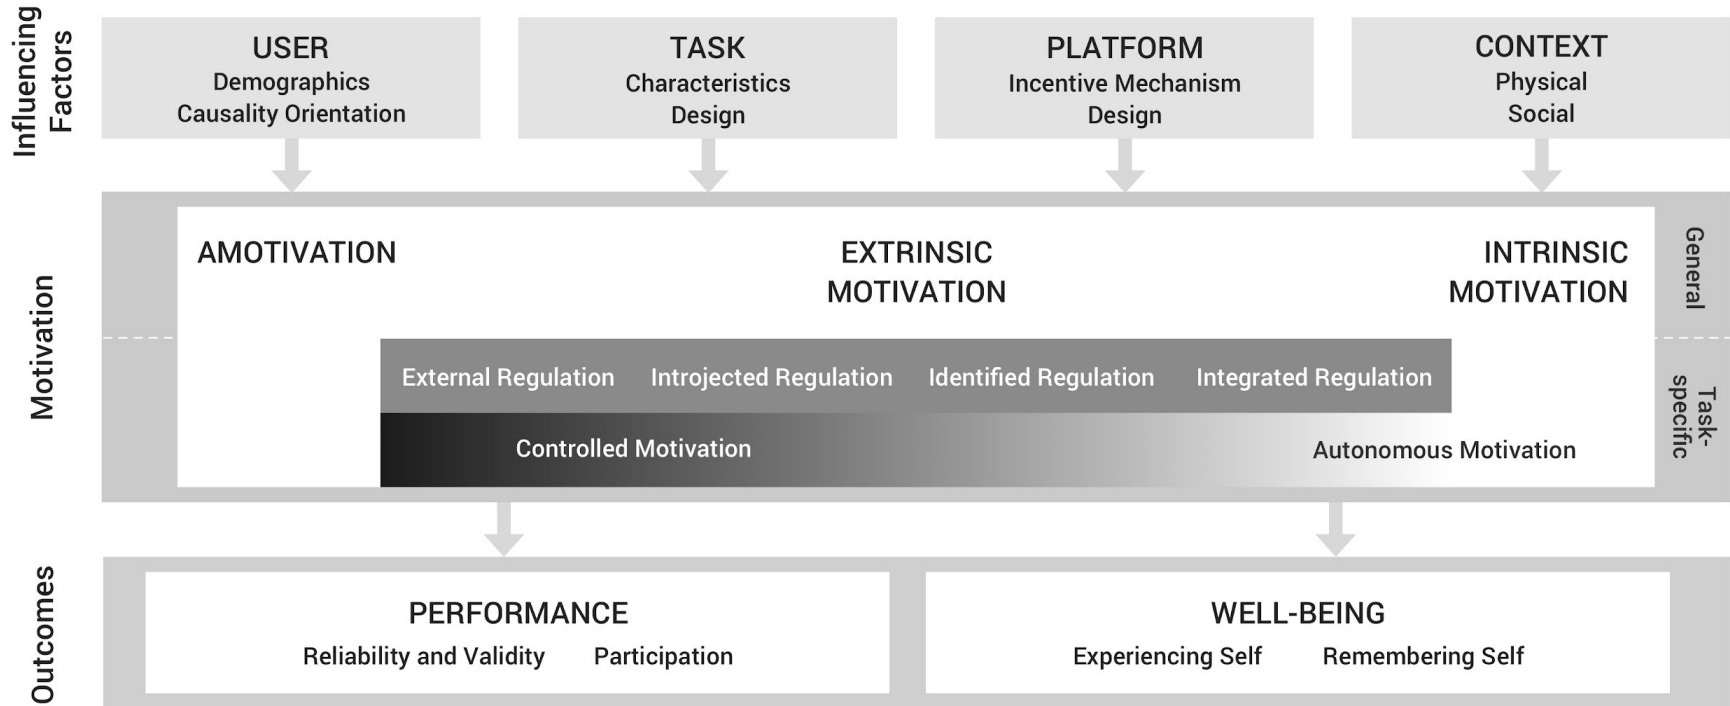 Influencing
Factors
USER
Demographics
Causality Orientation
TASK
Characteristics
Design
PLATFORM
Incentive Mechanism
Design
CONTEXT
Physical
Social
Motivation
AMOTIVATION
EXTRINSIC
MOTIVATION
INTRINSIC
MOTIVATION
General
External Regulation
Introjected Regulation
Identified Regulation
Integrated Regulation
Controlled Motivation
Autonomous Motivation
Task-
specific
Outcomes
PERFORMANCE
Reliability and Validity
Participation
WELL-BEING
Experiencing Self
Remembering Self